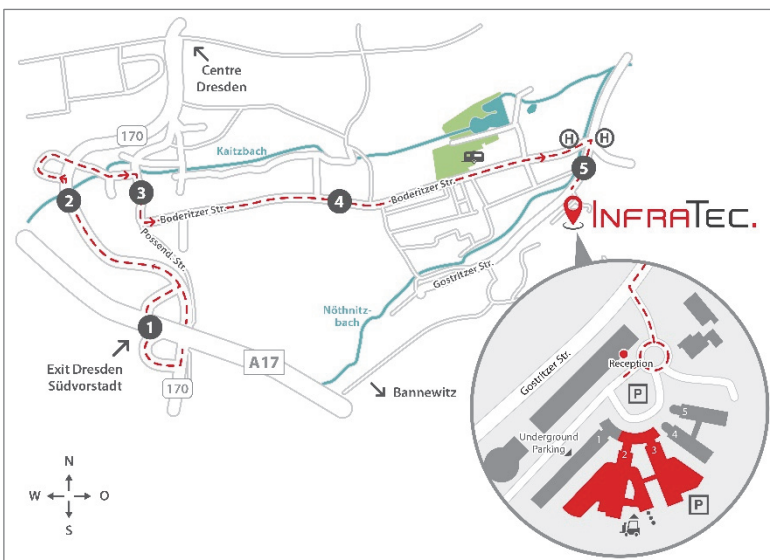 Centre
Dresden
170
Kaitzbach
H
H
5
3
2
Boderitzer Str.
4
Boderitzer Str.
INFRATEC.
Possend. Str.
Gostritzer Str.
Nöthnitz-
bach
1
A17
Exit Dresden
Südvorstadt
170
Bannewitz
Gostritzer Str.
Reception
P
Underground
Parking
1
2
3
4
5
P
N
W
O
S